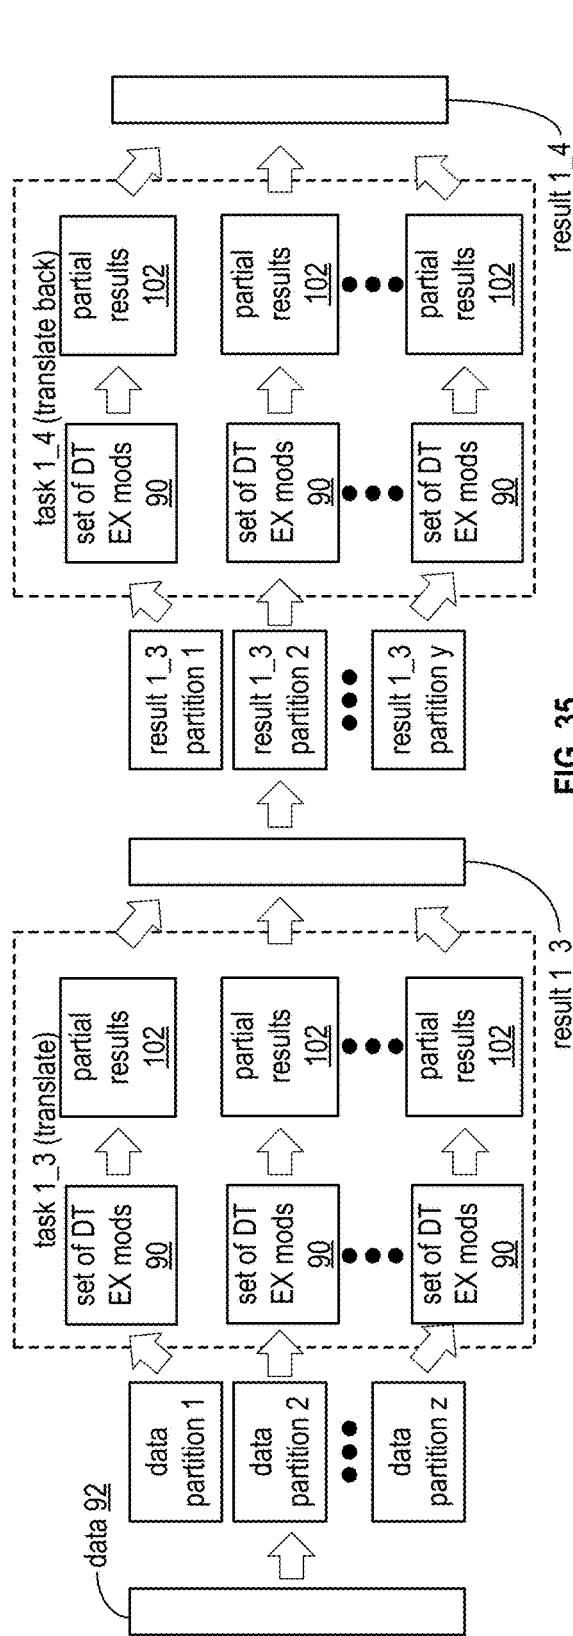 data 92
data
partition 1
data
partition 2
data
partition z
task 1_3 (translate)
set of DT
EX mods
90
partial
results
102
set of DT
EX mods
90
partial
results
102
set of DT
EX mods
90
partial
results
102
result 1_3
result 1_3
partition 1
result 1_3
partition 2
result 1_3
partition y
task 1_4 (translate back)
set of DT
EX mods
90
partial
results
102
set of DT
EX mods
90
partial
results
102
set of DT
EX mods
90
partial
results
102
result 1_4
FIG. 35